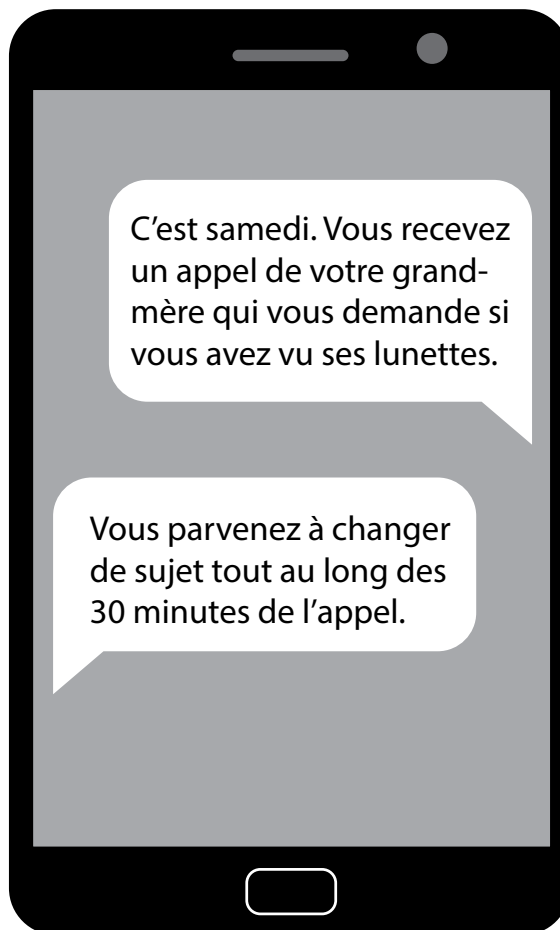 C’est samedi. Vous recevez
un appel de votre grand-
mère qui vous demande si
vous avez vu ses lunettes.
Vous parvenez à changer
de sujet tout au long des
30 minutes de l’appel.